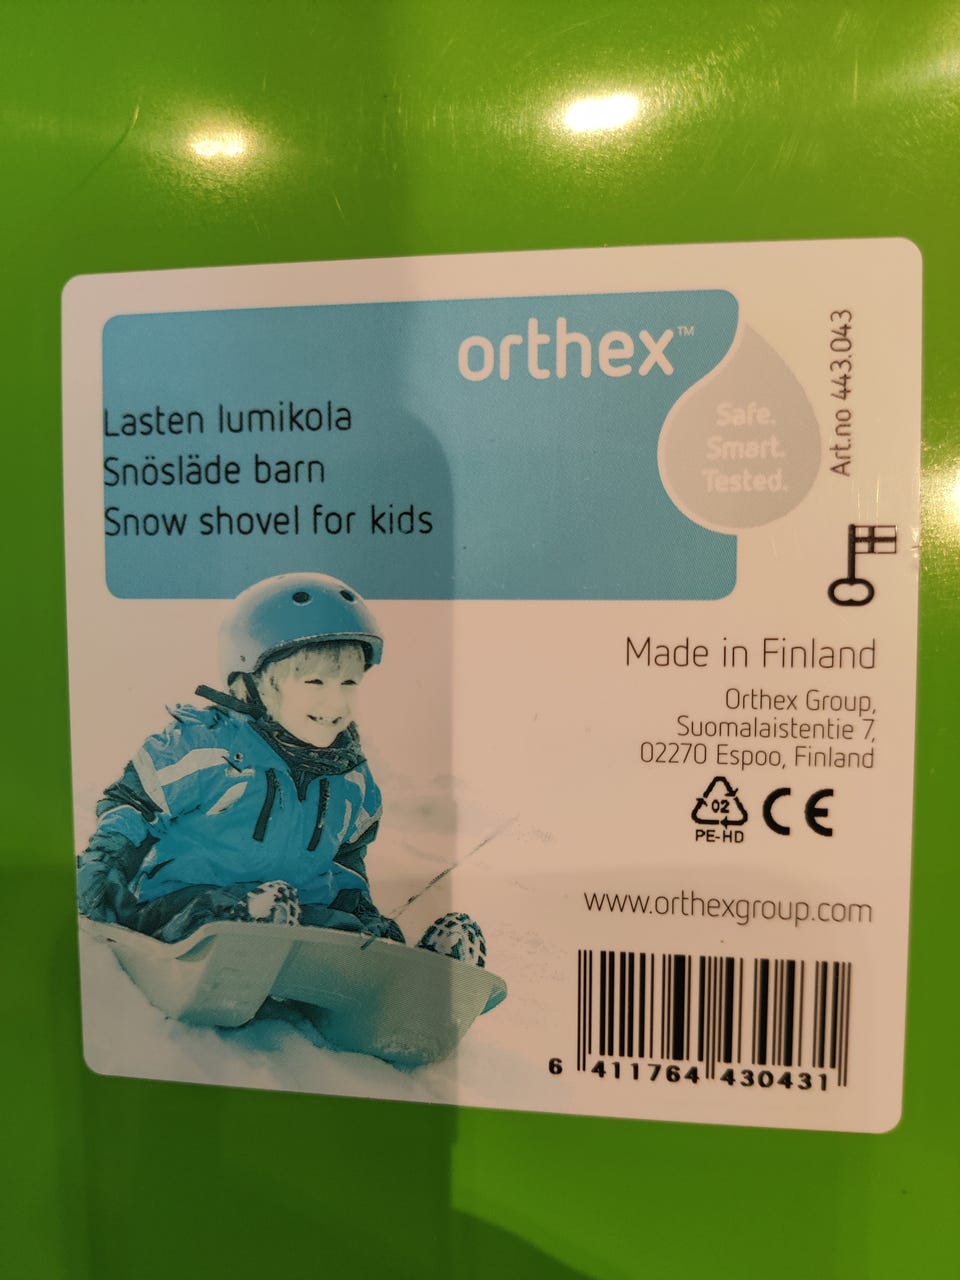 orthex™
Lasten lumikola
Snösläde barn
Snow shovel for kids
Safe.
Smart.
Tested.
Art.no 443.043
Made in Finland
Orthex Group,
Suomalaistentie 7,
02270 Espoo, Finland
02
PE-HD
CE
www.orthexgroup.com
6 411764 430431